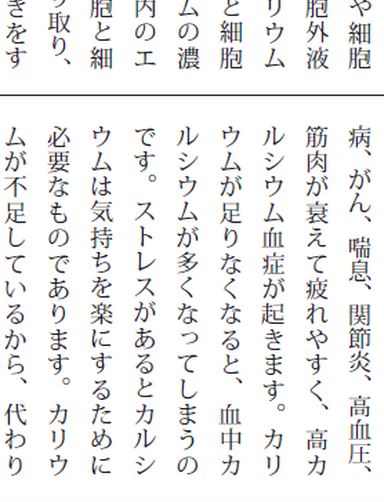 や細胞
胞外液
リウム
と細胞
ムの濃
内のエ
胞と細
取り、
きをす
病、がん、喘息、関節炎、高血圧、
筋肉が衰えて疲れやすく、高カ
ルシウム血症が起きます。カリ
ウムが足りなくなると、血中カ
ルシウムが多くなってしまうの
です。ストレスがあるとカルシ
ウムは気持ちを楽にするために
必要なものであります。カリウ
ムが不足しているから、代わり